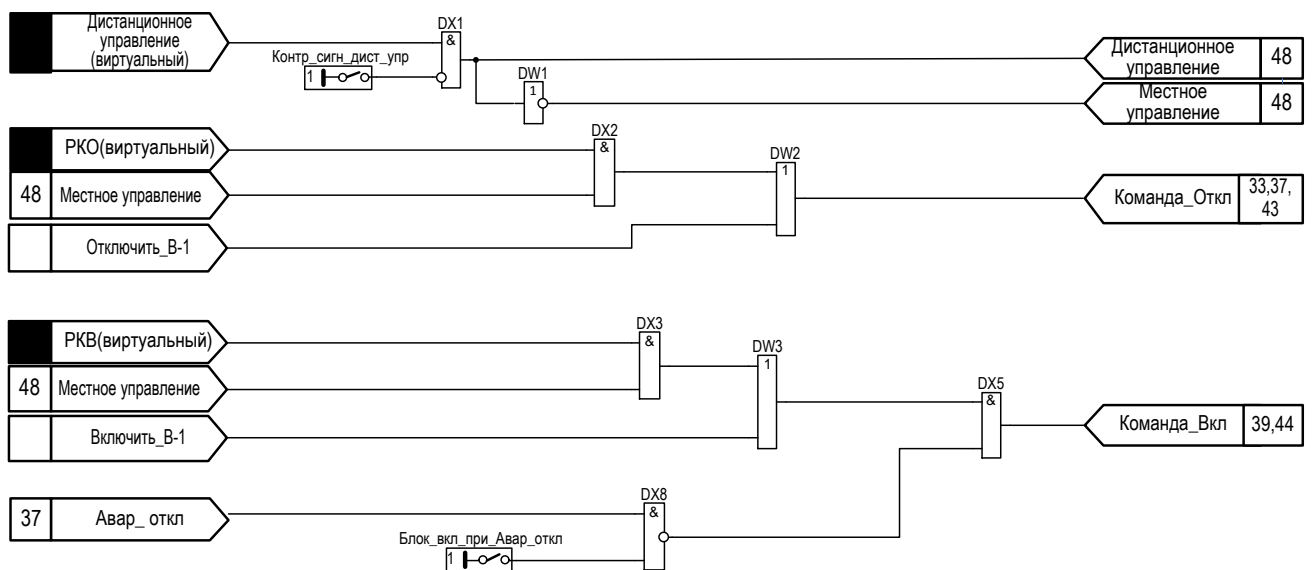 Дистанционное
управление
(виртуальный)
DX1
&
Контр_сигн_дист_упр
1
DW1
1
Дистанционное
управление
48
Местное
управление
48
РКО(виртуальный)
DX2
&
48
Местное управление
DW2
1
Команда_Откл
33,37,
43
Отключить_В-1
РКВ(виртуальный)
DX3
&
48
Местное управление
DW3
1
DX5
&
Включить_В-1
Команда_Вкл
39,44
37
Авар_ откл
DX8
&
Блок_вкл_при_Авар_откл
1